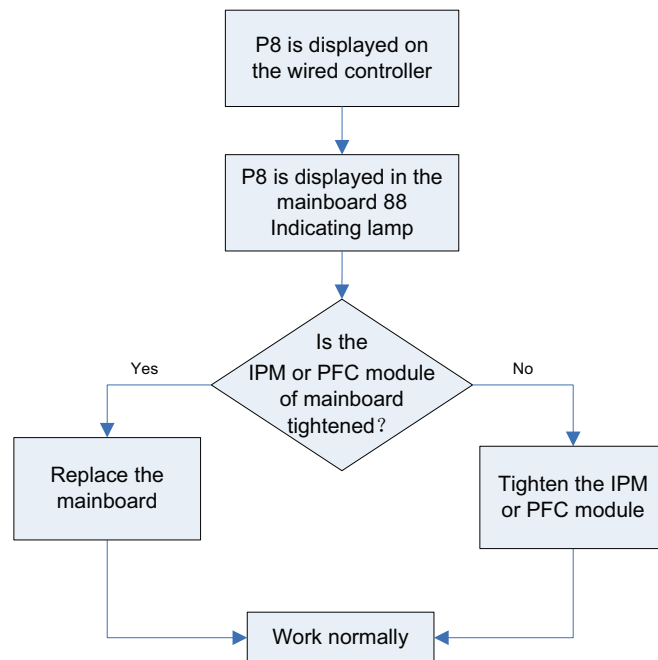 P8 is displayed on
the wired controller
P8 is displayed in the
mainboard 88
Indicating lamp
Is the
IPM or PFC module
of mainboard
tightened？
Yes
No
Replace the
mainboard
Tighten the IPM
or PFC module
Work normally